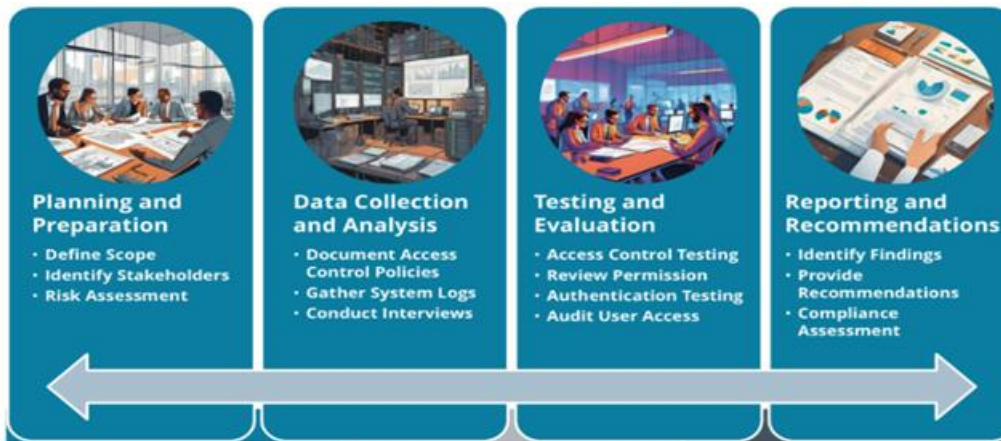 Planning and
Preparation
• Define Scope
• Identify Stakeholders
• Risk Assessment
Data Collection
and Analysis
• Document Access
Control Policies
• Gather System Logs
• Conduct Interviews
Testing and
Evaluation
• Access Control Testing
• Review Permission
• Authentication Testing
• Audit User Access
Reporting and
Recommendations
• Identify Findings
• Provide
Recommendations
• Compliance
Assessment